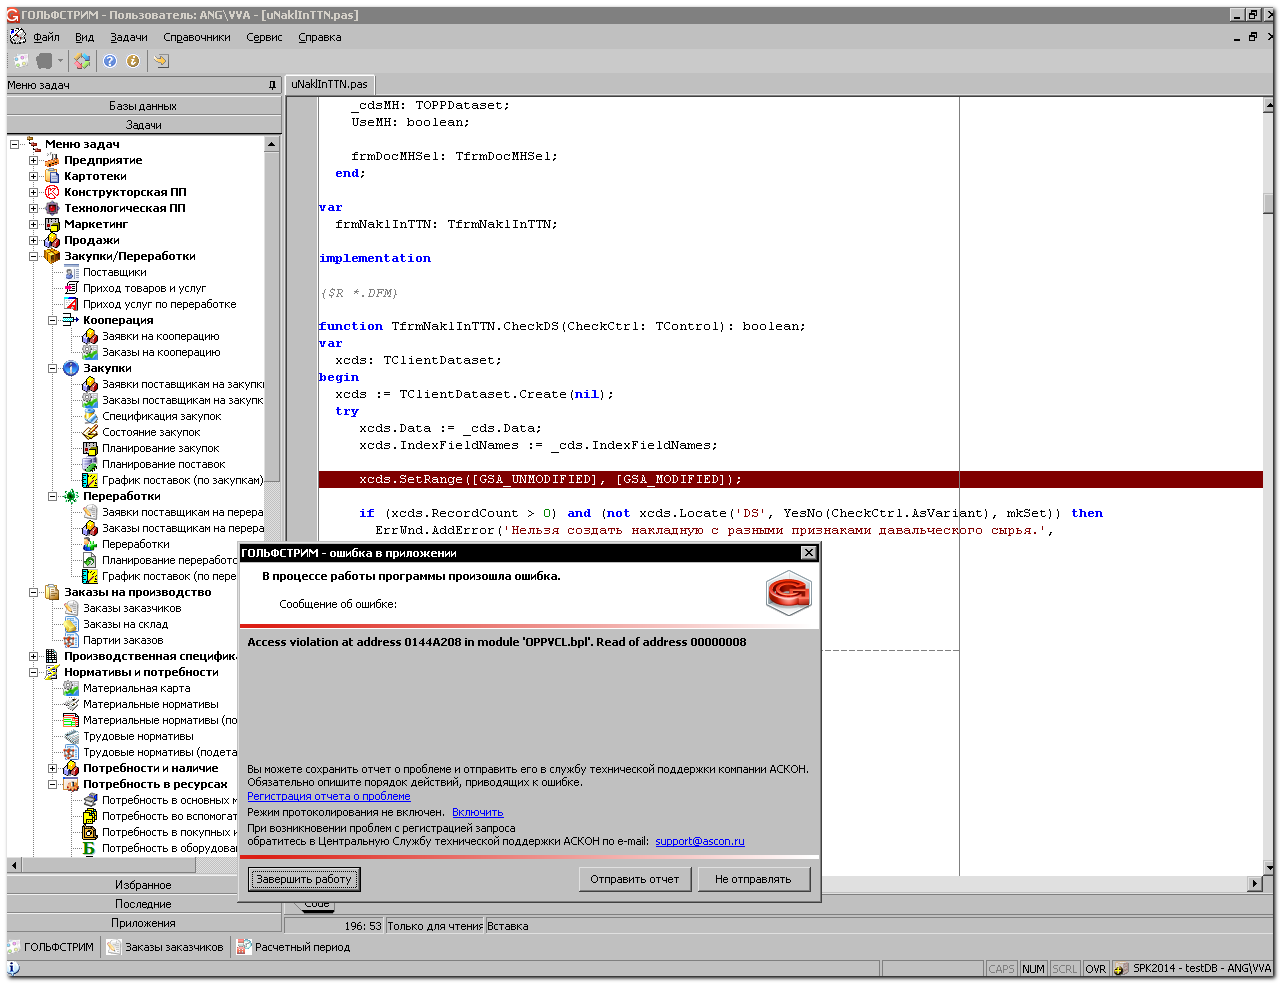 ГОЛЬФСТРИМ - Пользователь: ANG\VVA - [uNaklInTTN.pas]
Файл Вид Задачи Справочники Сервис Справка
Меню задач
uNaklInTTN.pas
Базы данных
Задачи
Меню задач
Предприятие
Картотеки
Конструкторская ПП
Технологическая ПП
Маркетинг
Продажи
Закупки/Переработки
Поставщики
Приход товаров и услуг
Приход услуг по переработке
Кооперация
Заявки на кооперацию
Заказы на кооперацию
Закупки
Заявки поставщикам на закупки
Заказы поставщикам на закупк
Спецификация закупок
Состояние закупок
Планирование закупок
Планирование поставок
График поставок (по закупкам)
Переработки
Заявки поставщикам на перера
Заказы поставщикам на перера
Переработки
Планирование переработо
График поставок (по пере
Заказы на производство
Заказы заказчиков
Заказы на склад
Партии заказов
Производственная специфик
Нормативы и потребности
Материальная карта
Материальные нормативы
Материальные нормативы (по
Трудовые нормативы
Трудовые нормативы (подета
Потребности и наличие
Потребность в ресурсах
Потребность в основных м
Потребность во вспомогат
Потребность в покупных и
Потребность в оборудова
Избранное
Последние
Приложения
_cdsMH: TOPPDataset;
UseMH: boolean;
frmDocMHSel: TfrmDocMHSel;
end;
var
frmNaklInTTN: TfrmNaklInTTN;
implementation
{$R *.DFM}
function TfrmNaklInTTN.CheckDS(CheckCtrl: TControl): boolean;
var
xcds: TClientDataset;
begin
xcds := TClientDataset.Create(nil);
try
xcds.Data := _cds.Data;
xcds.IndexFieldNames := _cds.IndexFieldNames;
xcds.SetRange([GSA_UNMODIFIED], [GSA_MODIFIED]);
if (xcds.RecordCount > 0) and (not xcds.Locate('DS', YesNo(CheckCtrl.AsVariant), mkSet)) then
ErrWnd.AddError('Нельзя создать накладную с разными признаками давальческого сырья.',
ГОЛЬФСТРИМ - ошибка в приложении
В процессе работы программы произошла ошибка.
Сообщение об ошибке:
Access violation at address 0144A208 in module 'OPPVCL.bpl'. Read of address 00000008
Вы можете сохранить отчет о проблеме и отправить его в службу технической поддержки компании АСКОН.
Обязательно опишите порядок действий, приводящих к ошибке.
Регистрация отчета о проблеме
Режим протоколирования не включен. Включить
При возникновении проблем с регистрацией запроса
обратитесь в Центральную Службу технической поддержки АСКОН по e-mail: support@ascon.ru
Завершить работу Отправить отчет Не отправлять
Code
196: 53 Только для чтения Вставка
ГОЛЬФСТРИМ Заказы заказчиков Расчетный период
CAPS NUM SCRL OVR SPK2014 - testDB - ANG\VVA